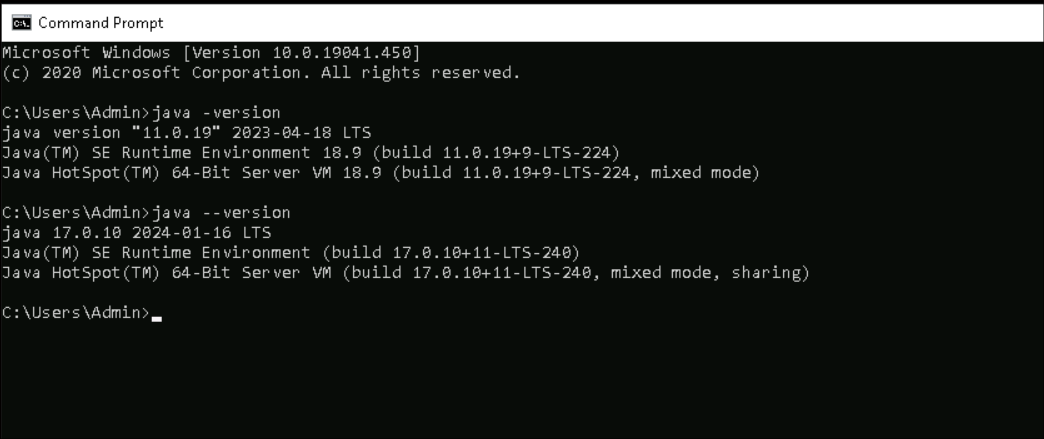 Command Prompt
Microsoft Windows [Version 10.0.19041.450]
(c) 2020 Microsoft Corporation. All rights reserved.
C:\Users\Admin>java -version
java version "11.0.19" 2023-04-18 LTS
Java(TM) SE Runtime Environment 18.9 (build 11.0.19+9-LTS-224)
Java HotSpot(TM) 64-Bit Server VM 18.9 (build 11.0.19+9-LTS-224, mixed mode)
C:\Users\Admin>java --version
java 17.0.10 2024-01-16 LTS
Java(TM) SE Runtime Environment (build 17.0.10+11-LTS-240)
Java HotSpot(TM) 64-Bit Server VM (build 17.0.10+11-LTS-240, mixed mode, sharing)
C:\Users\Admin>